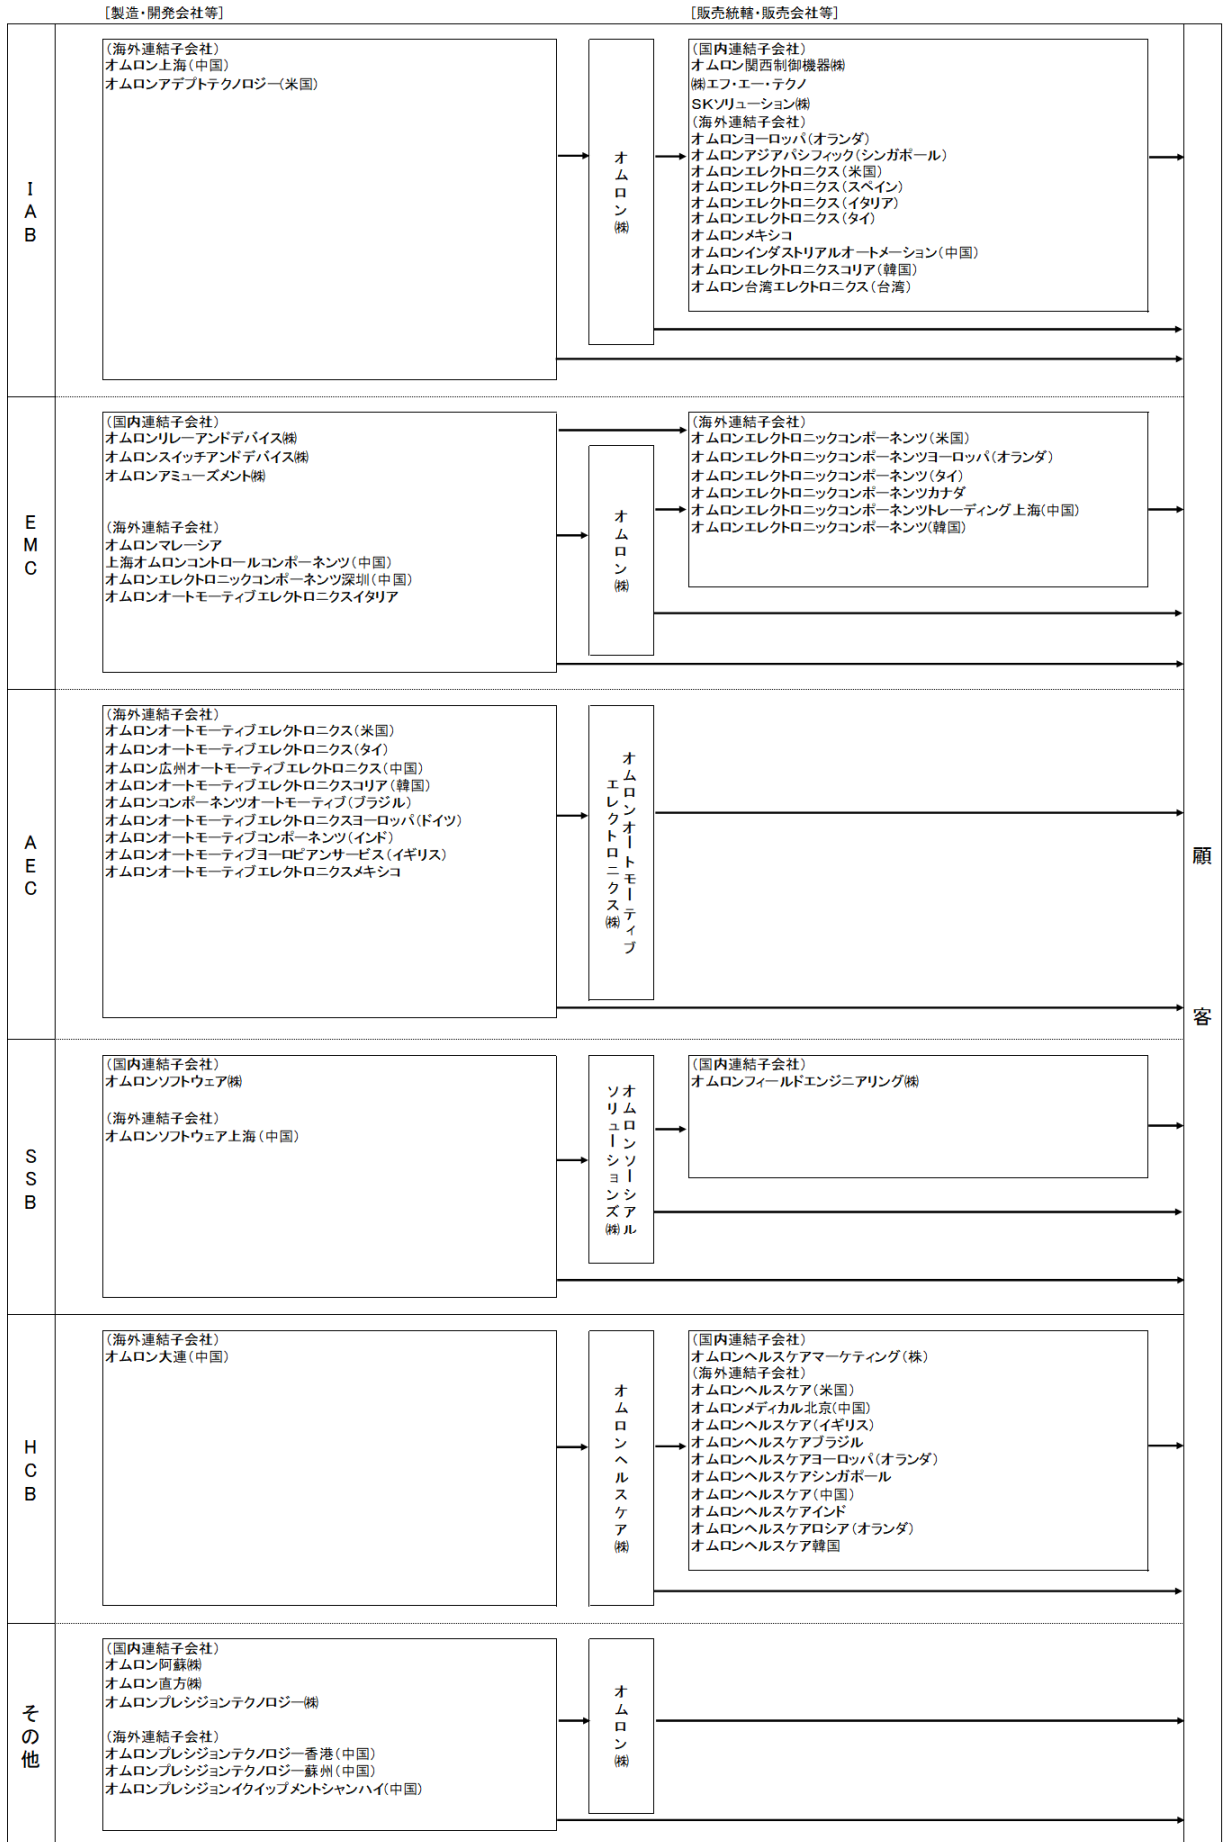 [製造・開発会社等]
[販売統轄・販売会社等]
IAB
(海外連結子会社)
オムロン上海(中国)
オムロンアデプトテクノロジー(米国)
オムロン㈱
(国内連結子会社)
オムロン関西制御機器㈱
㈱エフ・エー・テクノ
SKソリューション㈱
(海外連結子会社)
オムロンヨーロッパ(オランダ)
オムロンアジアパシフィック(シンガポール)
オムロンエレクトロニクス(米国)
オムロンエレクトロニクス(スペイン)
オムロンエレクトロニクス(イタリア)
オムロンエレクトロニクス(タイ)
オムロンメキシコ
オムロンインダストリアルオートメーション(中国)
オムロンエレクトロニクスコリア(韓国)
オムロン台湾エレクトロニクス(台湾)
EMC
(国内連結子会社)
オムロンリレーアンドデバイス㈱
オムロンスイッチアンドデバイス㈱
オムロンアミューズメント㈱
(海外連結子会社)
オムロンマレーシア
上海オムロンコントロールコンポーネンツ(中国)
オムロンエレクトロニックコンポーネンツ深圳(中国)
オムロンオートモーティブエレクトロニクスイタリア
オムロン㈱
(海外連結子会社)
オムロンエレクトロニックコンポーネンツ(米国)
オムロンエレクトロニックコンポーネンツヨーロッパ(オランダ)
オムロンエレクトロニックコンポーネンツ(タイ)
オムロンエレクトロニックコンポーネンツカナダ
オムロンエレクトロニックコンポーネンツトレーディング上海(中国)
オムロンエレクトロニックコンポーネンツ(韓国)
AEC
(海外連結子会社)
オムロンオートモーティブエレクトロニクス(米国)
オムロンオートモーティブエレクトロニクス(タイ)
オムロン広州オートモーティブエレクトロニクス(中国)
オムロンオートモーティブエレクトロニクスコリア(韓国)
オムロンコンポーネンツオートモーティブ(ブラジル)
オムロンオートモーティブエレクトロニクスヨーロッパ(ドイツ)
オムロンオートモーティブコンポーネンツ(インド)
オムロンオートモーティブヨーロピアンサービス(イギリス)
オムロンオートモーティブエレクトロニクスメキシコ
オムロンオートモーティブ
エレクトロニクス㈱
顧客
SSB
(国内連結子会社)
オムロンソフトウェア㈱
(海外連結子会社)
オムロンソフトウェア上海(中国)
オムロンソーシアル
ソリューションズ㈱
(国内連結子会社)
オムロンフィールドエンジニアリング㈱
HCB
(海外連結子会社)
オムロン大連(中国)
オムロンヘルスケア㈱
(国内連結子会社)
オムロンヘルスケアマーケティング(株)
(海外連結子会社)
オムロンヘルスケア(米国)
オムロンメディカル北京(中国)
オムロンヘルスケア(イギリス)
オムロンヘルスケアブラジル
オムロンヘルスケアヨーロッパ(オランダ)
オムロンヘルスケアシンガポール
オムロンヘルスケア(中国)
オムロンヘルスケアインド
オムロンヘルスケアロシア(オランダ)
オムロンヘルスケア韓国
その他
(国内連結子会社)
オムロン阿蘇㈱
オムロン直方㈱
オムロンプレシジョンテクノロジー㈱
(海外連結子会社)
オムロンプレシジョンテクノロジー香港(中国)
オムロンプレシジョンテクノロジー蘇州(中国)
オムロンプレシジョンイクイップメントシャンハイ(中国)
オムロン㈱